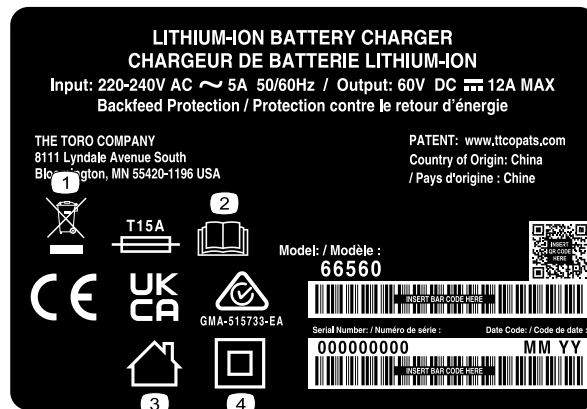 LITHIUM-ION BATTERY CHARGER
CHARGEUR DE BATTERIE LITHIUM-ION
Input: 220-240V AC ～ 5A 50/60Hz / Output: 60V DC ⎓ 12A MAX
Backfeed Protection / Protection contre le retour d'énergie
THE TORO COMPANY
8111 Lyndale Avenue South
MN 55420-1196 USA
PATENT: www.ttcopats.com
Country of Origin: China
/ Pays d'origine : Chine
1
T15A
2
Model: / Modèle :
66560
INSERT
QR CODE
HERE
INSERT BAR CODE HERE
CE
UK
CA
GMA-515733-EA
Serial Number: / Numéro de série :
Date Code: / Code de date :
000000000
MM YY
INSERT BAR CODE HERE
3
4